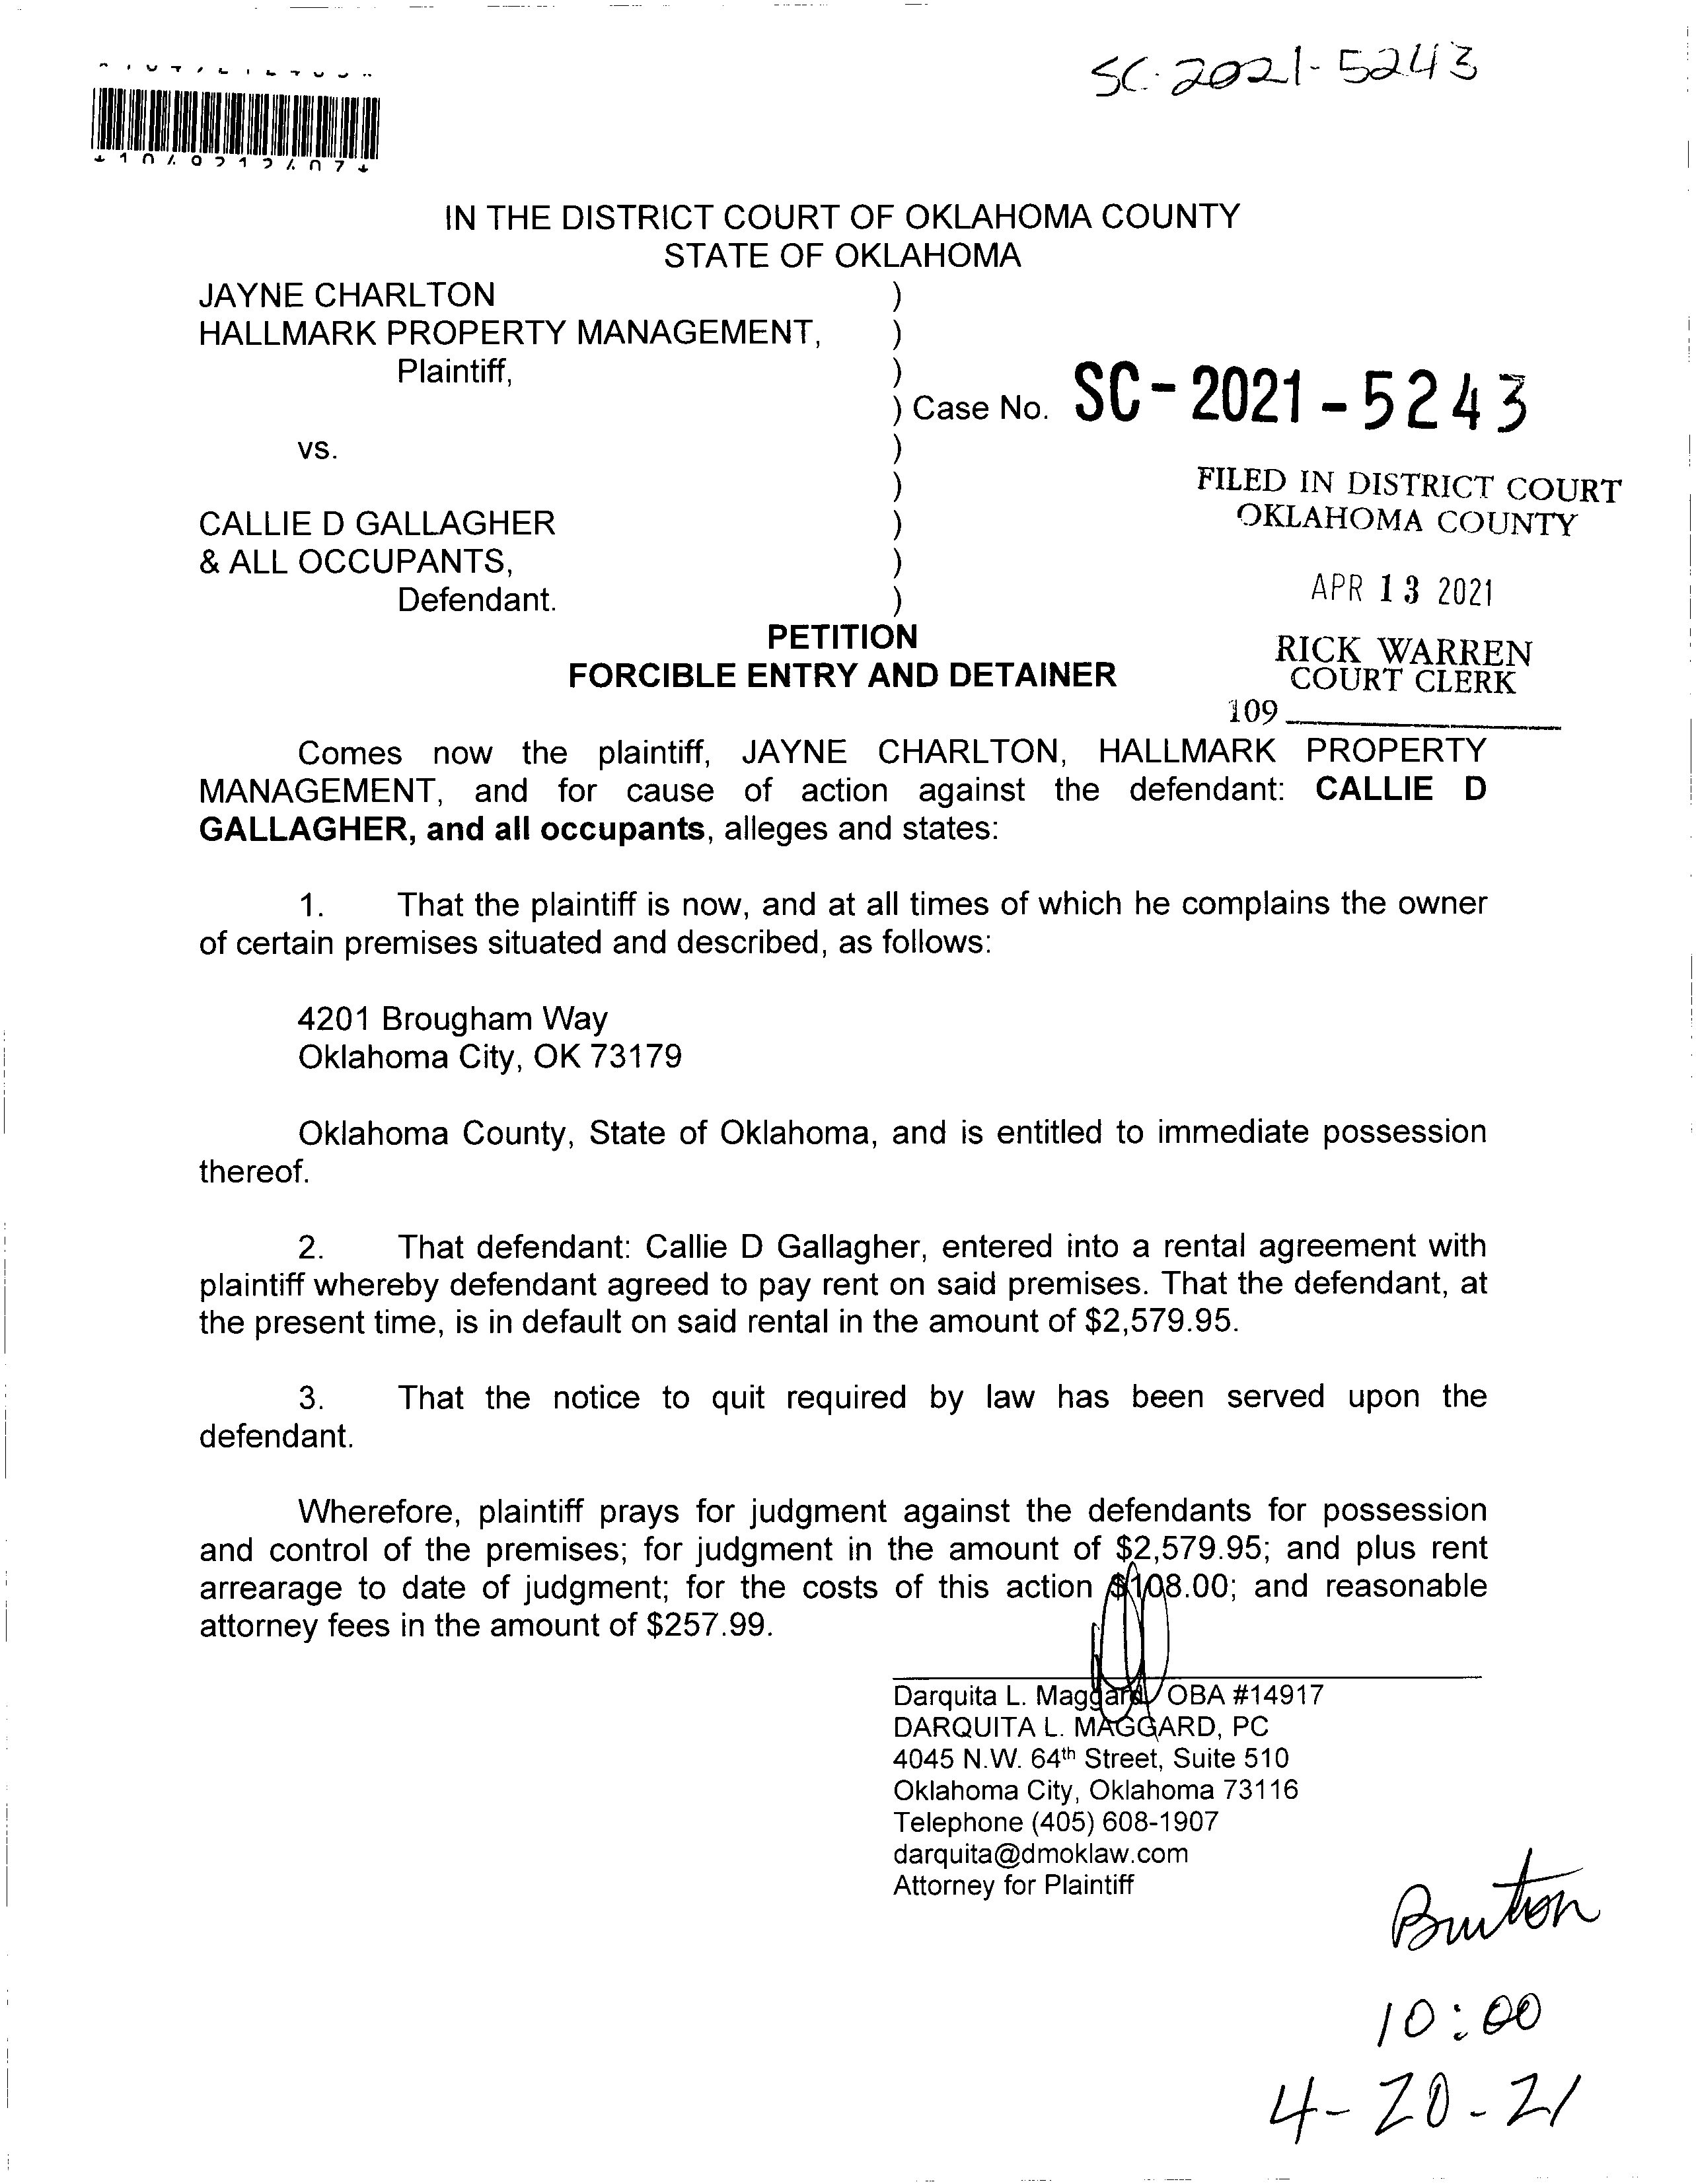 SC-2021-5243
IN THE DISTRICT COURT OF OKLAHOMA COUNTY
STATE OF OKLAHOMA
JAYNE CHARLTON )
HALLMARK PROPERTY MANAGEMENT, )
Plaintiff, )
) Case No. SC-2021-5243
vs. )
)
FILED IN DISTRICT COURT
OKLAHOMA COUNTY
CALLIE D GALLAGHER )
& ALL OCCUPANTS, )
Defendant. )
APR 13 2021
PETITION
FORCIBLE ENTRY AND DETAINER
RICK WARREN
COURT CLERK
109
Comes now the plaintiff, JAYNE CHARLTON, HALLMARK PROPERTY
MANAGEMENT, and for cause of action against the defendant: CALLIE D
GALLAGHER, and all occupants, alleges and states:
1. That the plaintiff is now, and at all times of which he complains the owner
of certain premises situated and described, as follows:
4201 Brougham Way
Oklahoma City, OK 73179
Oklahoma County, State of Oklahoma, and is entitled to immediate possession
thereof.
2. That defendant: Callie D Gallagher, entered into a rental agreement with
plaintiff whereby defendant agreed to pay rent on said premises. That the defendant, at
the present time, is in default on said rental in the amount of $2,579.95.
3. That the notice to quit required by law has been served upon the
defendant.
Wherefore, plaintiff prays for judgment against the defendants for possession
and control of the premises; for judgment in the amount of $2,579.95; and plus rent
arrearage to date of judgment; for the costs of this action $108.00; and reasonable
attorney fees in the amount of $257.99.
Darquita L. Maggard, OBA #14917
DARQUITA L. MAGGARD, PC
4045 N.W. 64th Street, Suite 510
Oklahoma City, Oklahoma 73116
Telephone (405) 608-1907
darquita@dmoklaw.com
Attorney for Plaintiff
Burton
10:00
4-20-21